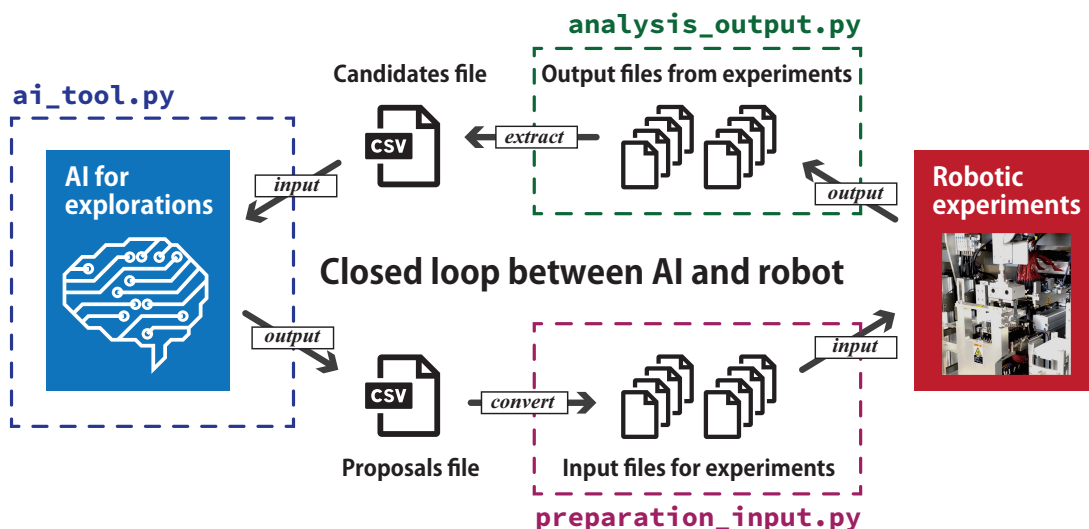 analysis_output.py
Candidates file
Output files from experiments
ai_tool.py
CSV
extract
AI for
explorations
input
output
Robotic
experiments
Closed loop between AI and robot
output
input
CSV
convert
Proposals file
Input files for experiments
preparation_input.py